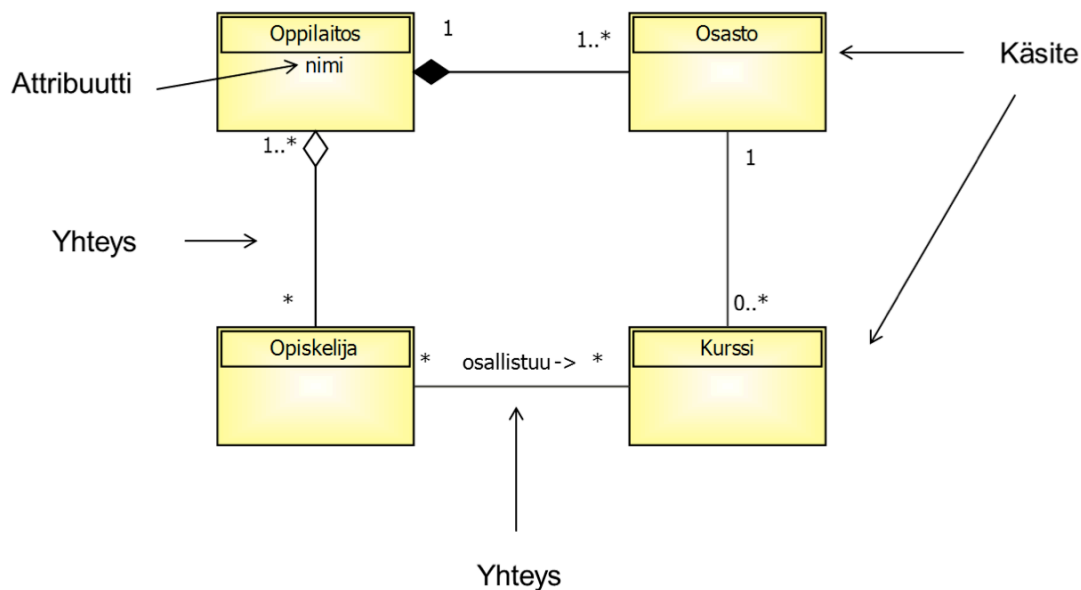 Oppilaitos
nimi
1
1..*
Osasto
Käsite
Attribuutti
1..*
1
Yhteys
*
0..*
Opiskelija
*
osallistuu ->
*
Kurssi
Yhteys